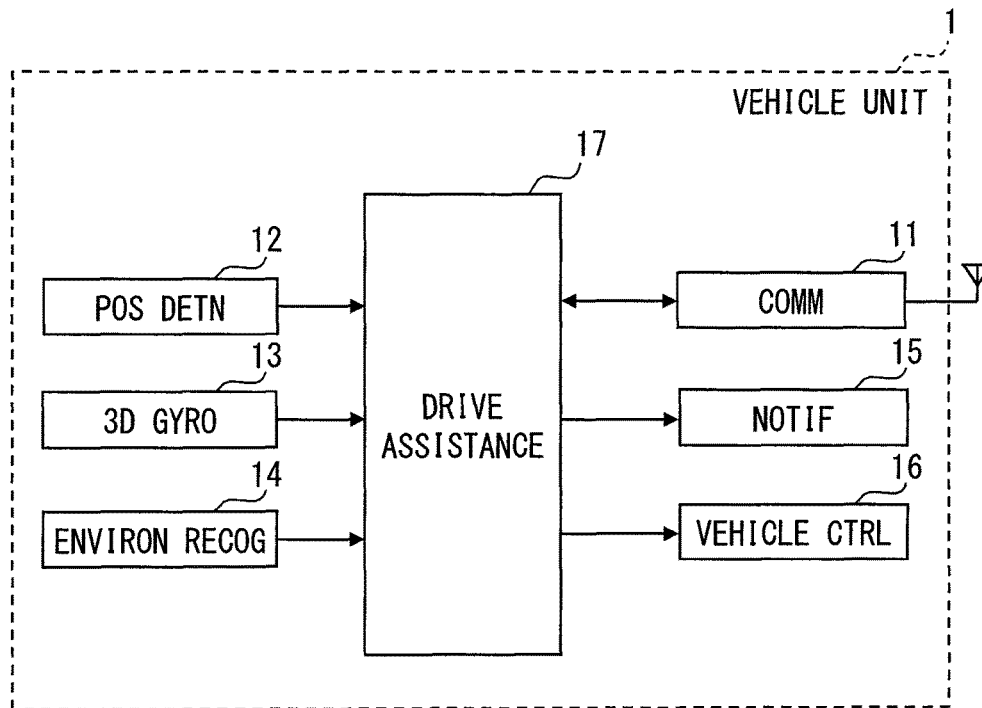 1
VEHICLE UNIT
17
12
POS DETN
11
COMM
13
3D GYRO
DRIVE
ASSISTANCE
15
NOTIF
14
ENVIRON RECOG
16
VEHICLE CTRL